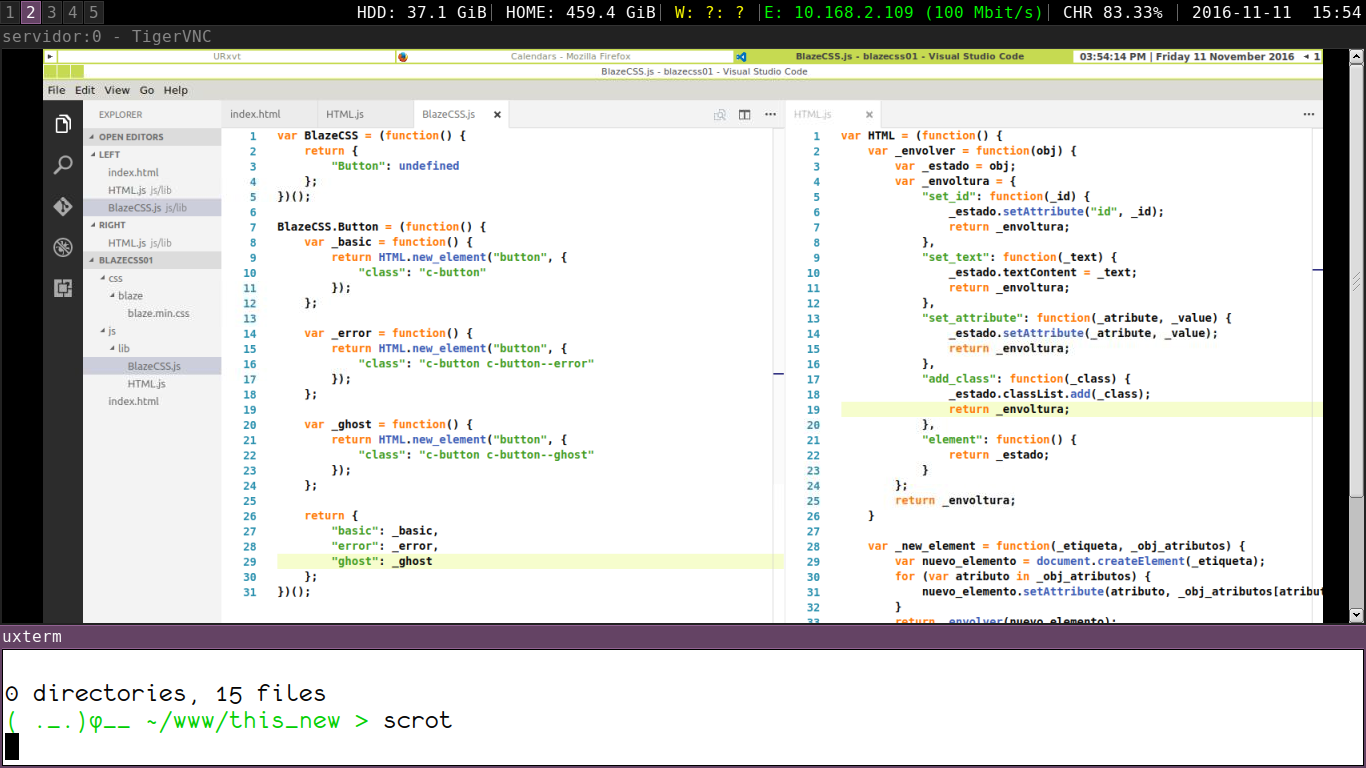 1 2 3 4 5 HDD: 37.1 GiB| HOME: 459.4 GiB| W: ?: ? |E: 10.168.2.109 (100 Mbit/s)| CHR 83.33% | 2016-11-11 15:54
servidor:0 - TigerVNC
URxvt Calendars - Mozilla Firefox BlazeCSS.js - blazecss01 - Visual Studio Code 03:54:14 PM | Friday 11 November 2016 ◂ 1
BlazeCSS.js - blazecss01 - Visual Studio Code
File Edit View Go Help
EXPLORER
OPEN EDITORS
LEFT
index.html
HTML.js js/lib
BlazeCSS.js js/lib
RIGHT
HTML.js js/lib
BLAZECSS01
css
blaze
blaze.min.css
js
lib
BlazeCSS.js
HTML.js
index.html
index.html HTML.js BlazeCSS.js ×
1 var BlazeCSS = (function() {
2 return {
3 "Button": undefined
4 };
5 })();
6
7 BlazeCSS.Button = (function() {
8 var _basic = function() {
9 return HTML.new_element("button", {
10 "class": "c-button"
11 });
12 };
13
14 var _error = function() {
15 return HTML.new_element("button", {
16 "class": "c-button c-button--error"
17 });
18 };
19
20 var _ghost = function() {
21 return HTML.new_element("button", {
22 "class": "c-button c-button--ghost"
23 });
24 };
25
26 return {
27 "basic": _basic,
28 "error": _error,
29 "ghost": _ghost
30 };
31 })();
HTML.js ×
1 var HTML = (function() {
2 var _envolver = function(obj) {
3 var _estado = obj;
4 var _envoltura = {
5 "set_id": function(_id) {
6 _estado.setAttribute("id", _id);
7 return _envoltura;
8 },
9 "set_text": function(_text) {
10 _estado.textContent = _text;
11 return _envoltura;
12 },
13 "set_attribute": function(_atribute, _value) {
14 _estado.setAttribute(_atribute, _value);
15 return _envoltura;
16 },
17 "add_class": function(_class) {
18 _estado.classList.add(_class);
19 return _envoltura;
20 },
21 "element": function() {
22 return _estado;
23 }
24 };
25 return _envoltura;
26 }
27
28 var _new_element = function(_etiqueta, _obj_atributos) {
29 var nuevo_elemento = document.createElement(_etiqueta);
30 for (var atributo in _obj_atributos) {
31 nuevo_elemento.setAttribute(atributo, _obj_atributos[atribut
32 }
33 return _envolver(nuevo_elemento);
uxterm
0 directories, 15 files
( ._.)φ__ ~/www/this_new > scrot